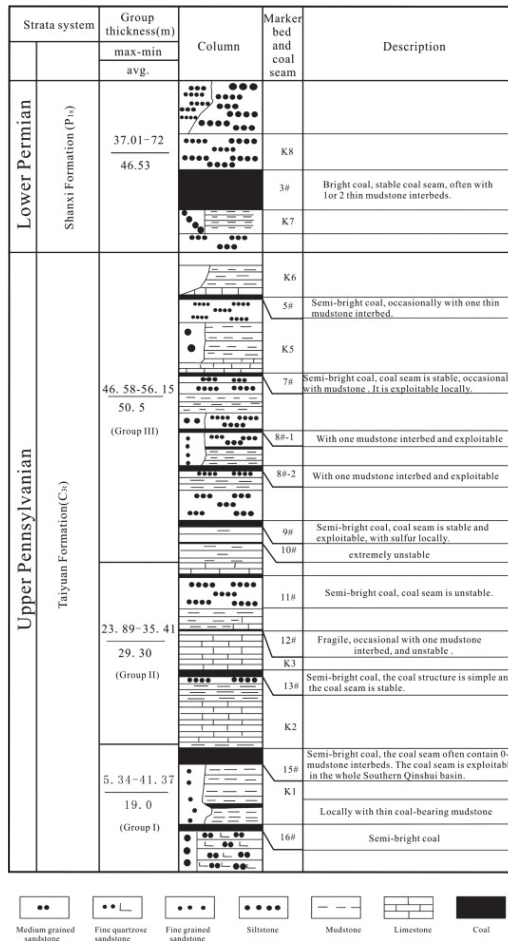 Strata system
Group
thickness(m)
max-min
avg.
Column
Marker
bed
and
coal
seam
Description
Lower Permian
Shanxi Formation (P1s)
37.01-72
46.53
K8
3#
Bright coal, stable coal seam, often with
1or 2 thin mudstone interbeds.
K7
Upper Pennsylvanian
Taiyuan Formation(C3t)
K6
5#
Semi-bright coal, occasionally with one thin
mudstone interbed.
K5
46.58-56.15
50.5
(Group III)
7#
Semi-bright coal, coal seam is stable, occasional
with mudstone . It is exploitable locally.
8#-1
With one mudstone interbed and exploitable
8#-2
With one mudstone interbed and exploitable
9#
Semi-bright coal, coal seam is stable and
exploitable, with sulfur locally.
10#
extremely unstable
23.89-35.41
29.30
(Group II)
11#
Semi-bright coal, coal seam is unstable.
12#
Fragile, occasional with one mudstone
interbed, and unstable .
K3
13#
Semi-bright coal, the coal structure is simple an
the coal seam is stable.
K2
5.34-41.37
19.0
(Group I)
15#
Semi-bright coal, the coal seam often contain 0-
mudstone interbeds. The coal seam is exploitab
in the whole Southern Qinshui basin.
K1
Locally with thin coal-bearing mudstone
16#
Semi-bright coal
Medium grained
sandstone
Fine quartzose
sandstone
Fine grained
sandstone
Siltstone
Mudstone
Limestone
Coal